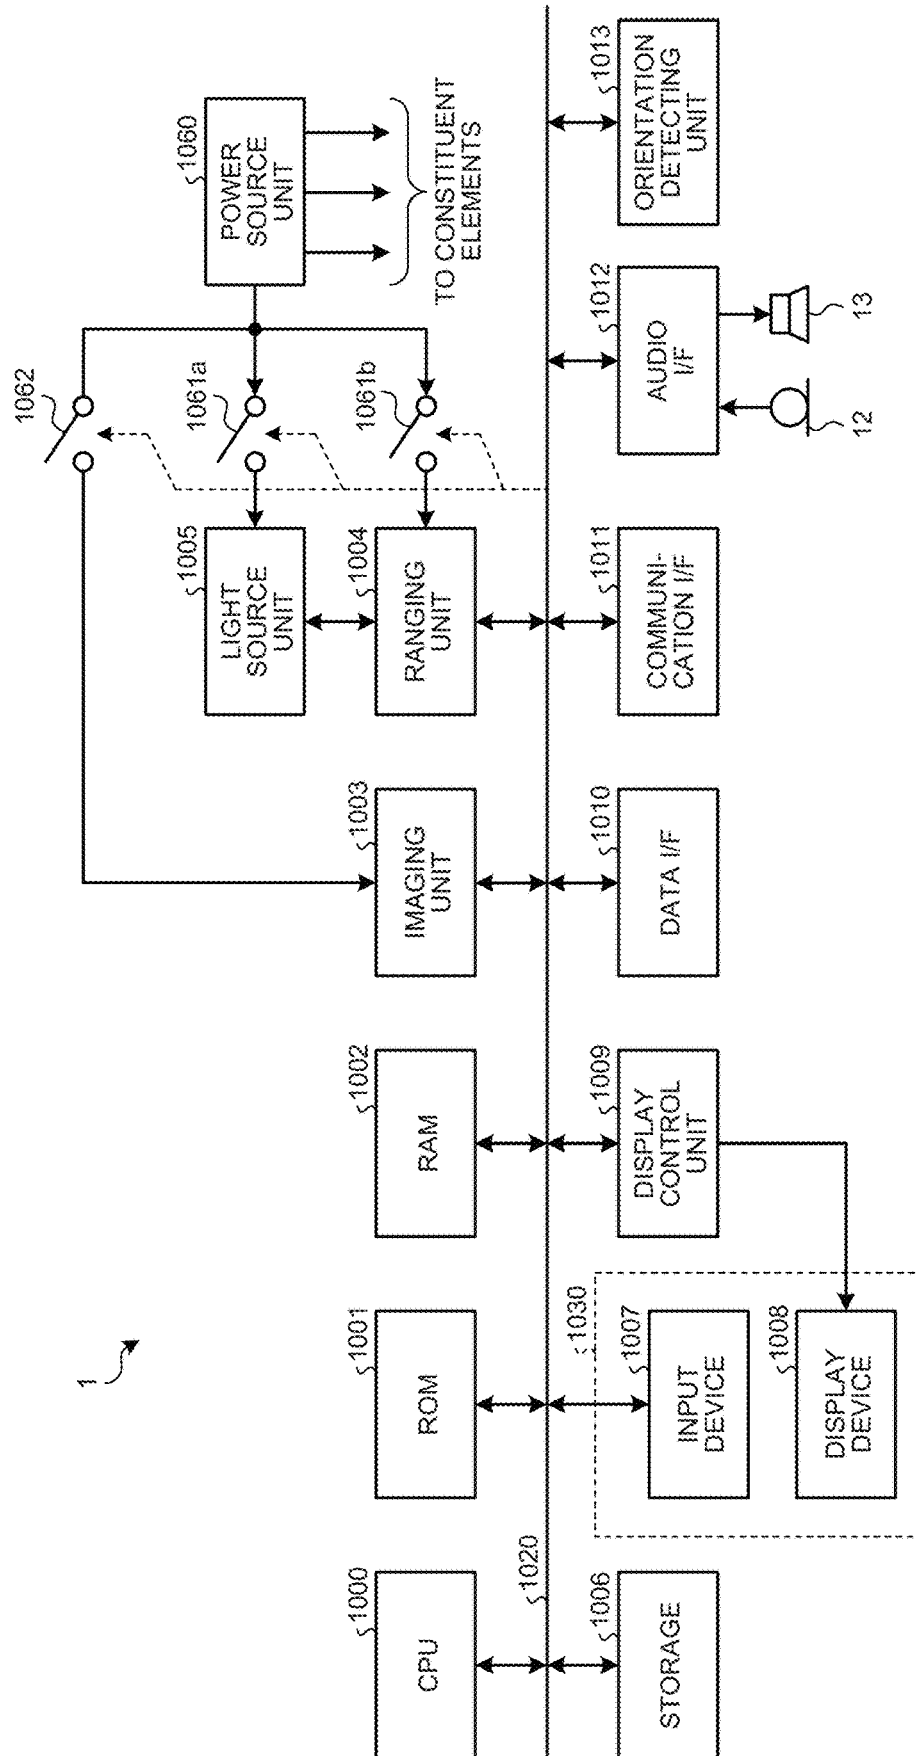 1
1062
1060
POWER
SOURCE
UNIT
TO CONSTITUENT
ELEMENTS
1061a
1061b
1005
LIGHT
SOURCE
UNIT
1000
CPU
1001
ROM
1002
RAM
1003
IMAGING
UNIT
1004
RANGING
UNIT
1020
1006
STORAGE
1030
1007
INPUT
DEVICE
1008
DISPLAY
DEVICE
1009
DISPLAY
CONTROL
UNIT
1010
DATA I/F
1011
COMMUNI-
CATION I/F
1012
AUDIO
I/F
12
13
1013
ORIENTATION
DETECTING
UNIT